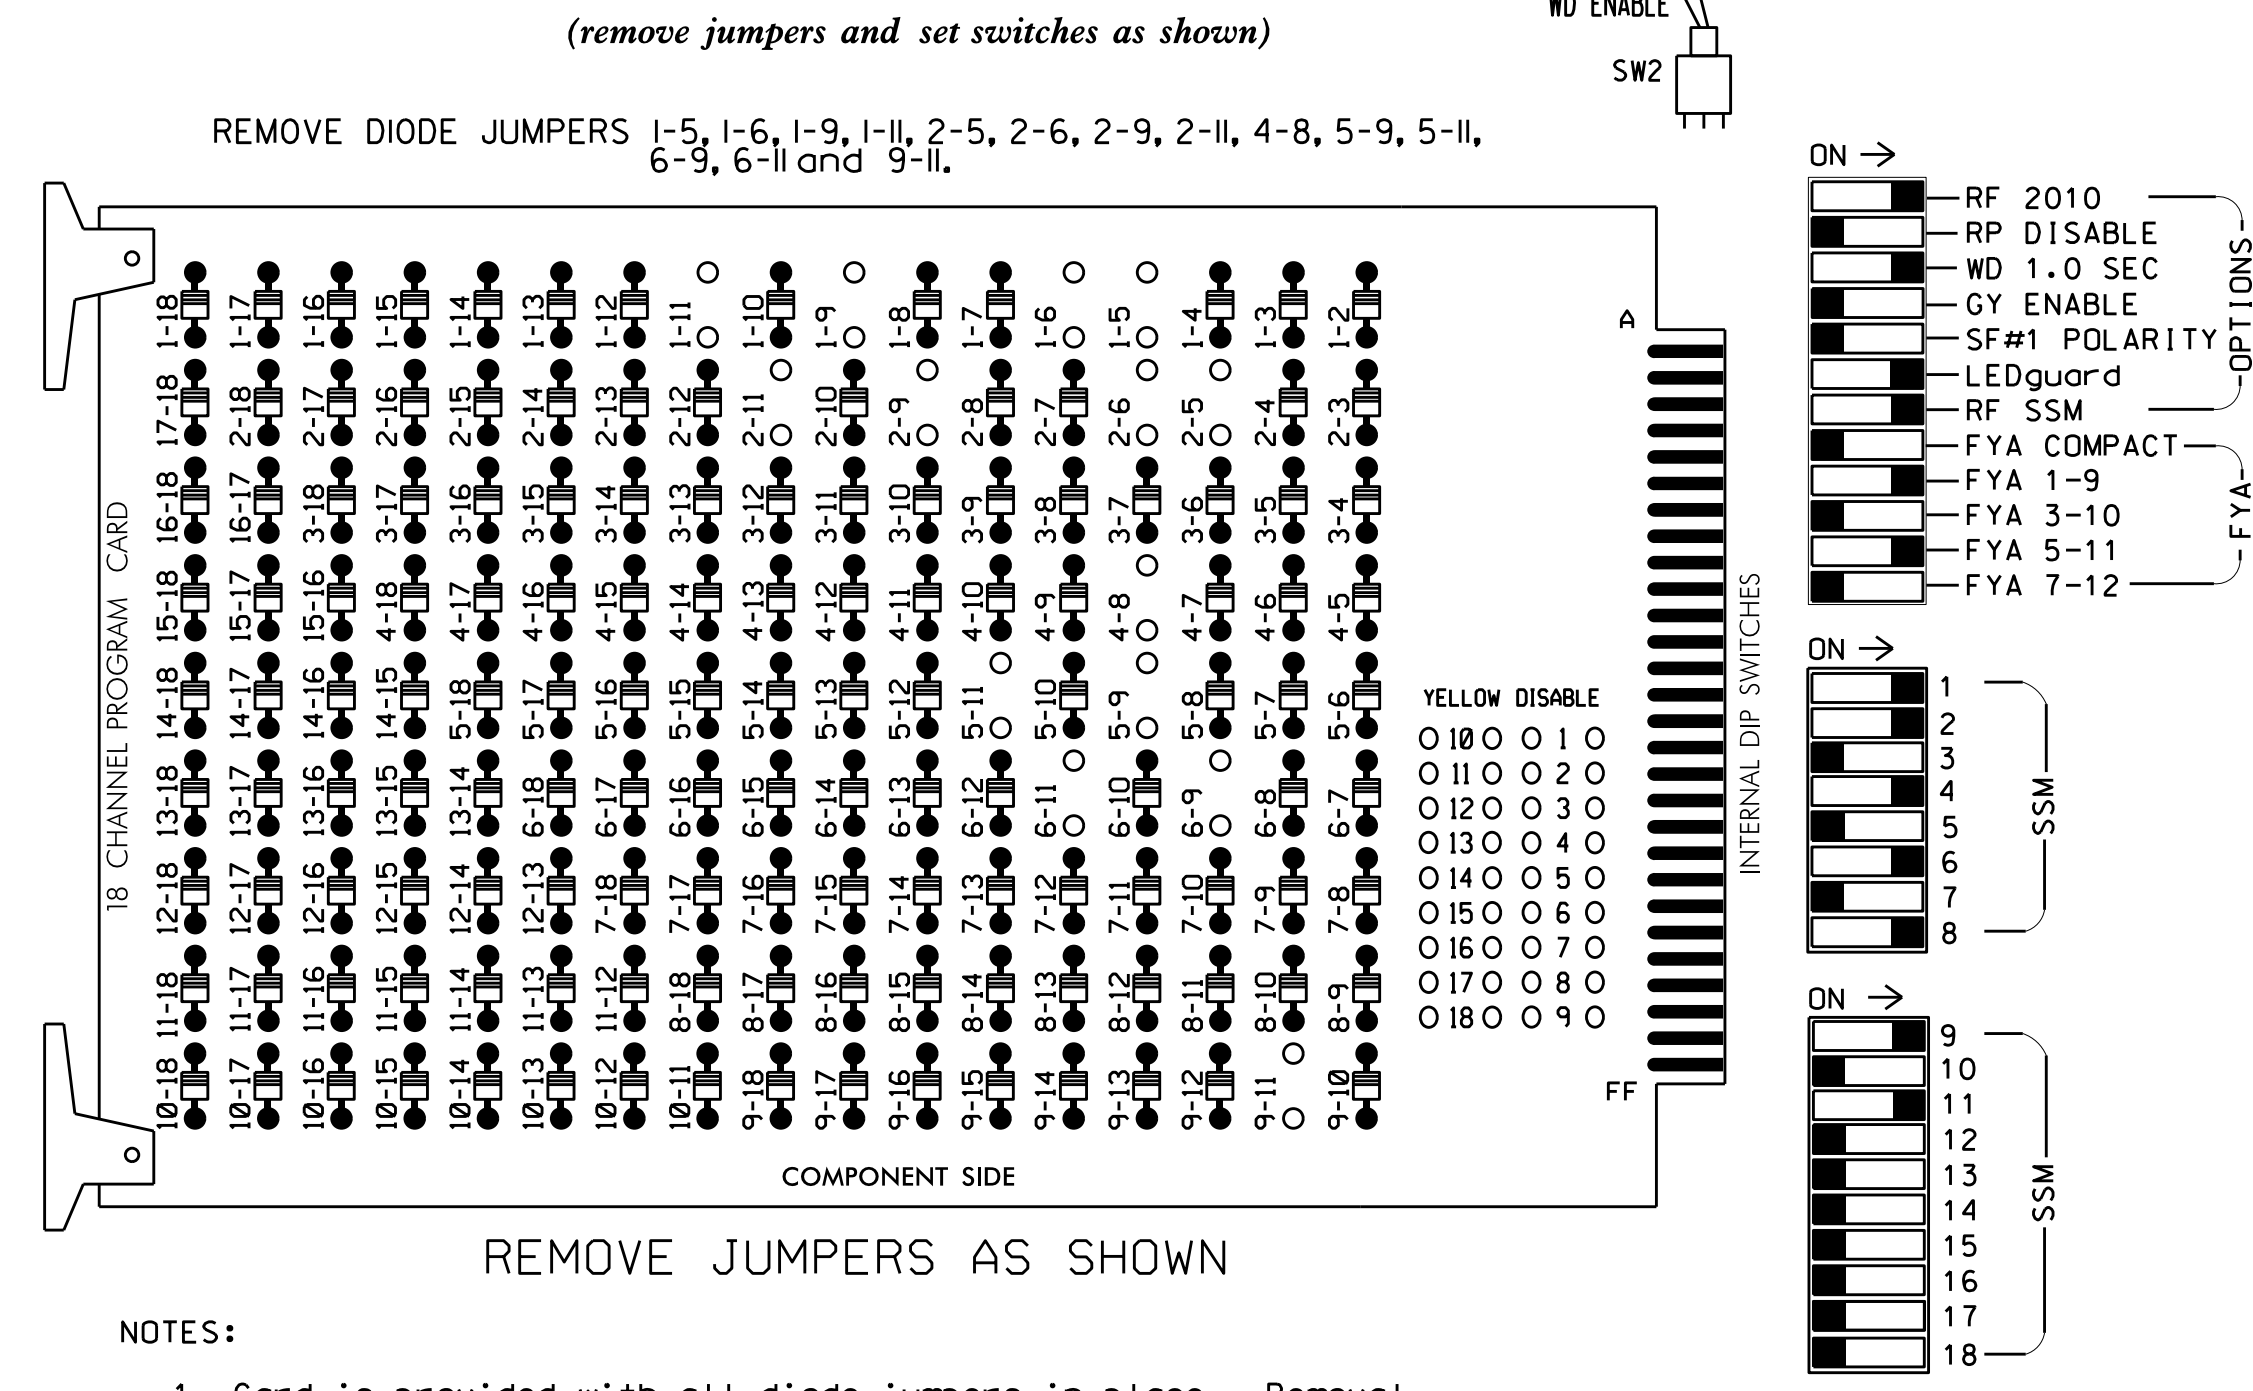 WD ENABLE
(remove jumpers and set switches as shown)
SW2
REMOVE DIODE JUMPERS 1-5, 1-6, 1-9, 1-11, 2-5, 2-6, 2-9, 2-11, 4-8, 5-9, 5-11,
6-9, 6-11 and 9-11.
18 CHANNEL PROGRAM CARD
1-18 1-17 1-16 1-15 1-14 1-13 1-12 1-11 1-10 1-9 1-8 1-7 1-6 1-5 1-4 1-3 1-2
17-18 2-18 2-17 2-16 2-15 2-14 2-13 2-12 2-11 2-10 2-9 2-8 2-7 2-6 2-5 2-4 2-3
16-18 16-17 3-18 3-17 3-16 3-15 3-14 3-13 3-12 3-11 3-10 3-9 3-8 3-7 3-6 3-5 3-4
15-18 15-17 15-16 4-18 4-17 4-16 4-15 4-14 4-13 4-12 4-11 4-10 4-9 4-8 4-7 4-6 4-5
14-18 14-17 14-16 14-15 5-18 5-17 5-16 5-15 5-14 5-13 5-12 5-11 5-10 5-9 5-8 5-7 5-6
13-18 13-17 13-16 13-15 13-14 6-18 6-17 6-16 6-15 6-14 6-13 6-12 6-11 6-10 6-9 6-8 6-7
12-18 12-17 12-16 12-15 12-14 12-13 7-18 7-17 7-16 7-15 7-14 7-13 7-12 7-11 7-10 7-9 7-8
11-18 11-17 11-16 11-15 11-14 11-13 11-12 8-18 8-17 8-16 8-15 8-14 8-13 8-12 8-11 8-10 8-9
10-18 10-17 10-16 10-15 10-14 10-13 10-12 10-11 9-18 9-17 9-16 9-15 9-14 9-13 9-12 9-11 9-10
A
YELLOW DISABLE
10 1
11 2
12 3
13 4
14 5
15 6
16 7
17 8
18 9
FF
COMPONENT SIDE
INTERNAL DIP SWITCHES
ON
RF 2010
RP DISABLE
WD 1.0 SEC
GY ENABLE
SF#1 POLARITY
LEDguard
RF SSM
OPTIONS
FYA COMPACT
FYA 1-9
FYA 3-10
FYA 5-11
FYA 7-12
FYA
ON
1
2
3
4
5
6
7
8
SSM
ON
9
10
11
12
13
14
15
16
17
18
SSM
REMOVE JUMPERS AS SHOWN
NOTES:
1. Card is provided with all diode jumpers in place. Removal